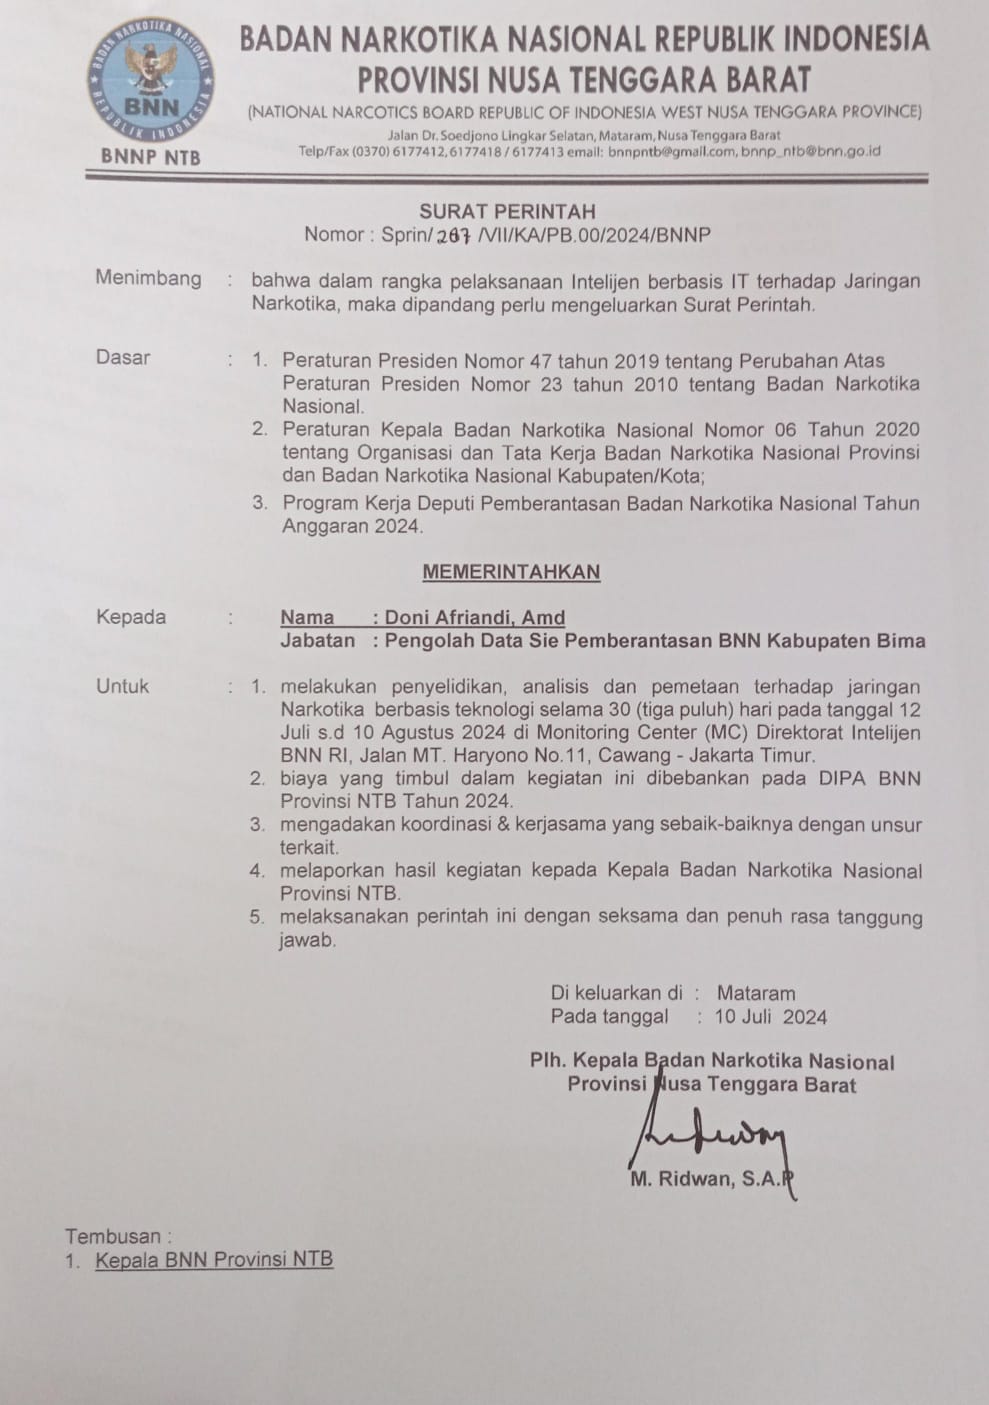 BADAN NARKOTIKA NASIONAL
REPUBLIK INDONESIA
BNN
BNNP NTB
BADAN NARKOTIKA NASIONAL REPUBLIK INDONESIA
PROVINSI NUSA TENGGARA BARAT
(NATIONAL NARCOTICS BOARD REPUBLIC OF INDONESIA WEST NUSA TENGGARA PROVINCE)
Jalan Dr. Soedjono Lingkar Selatan, Mataram, Nusa Tenggara Barat
Telp/Fax (0370) 6177412, 6177418 / 6177413 email: bnnpntb@gmail.com, bnnp_ntb@bnn.go.id
SURAT PERINTAH
Nomor : Sprin/ 267 /VII/KA/PB.00/2024/BNNP
Menimbang : bahwa dalam rangka pelaksanaan Intelijen berbasis IT terhadap Jaringan
Narkotika, maka dipandang perlu mengeluarkan Surat Perintah.
Dasar : 1. Peraturan Presiden Nomor 47 tahun 2019 tentang Perubahan Atas
Peraturan Presiden Nomor 23 tahun 2010 tentang Badan Narkotika
Nasional.
2. Peraturan Kepala Badan Narkotika Nasional Nomor 06 Tahun 2020
tentang Organisasi dan Tata Kerja Badan Narkotika Nasional Provinsi
dan Badan Narkotika Nasional Kabupaten/Kota;
3. Program Kerja Deputi Pemberantasan Badan Narkotika Nasional Tahun
Anggaran 2024.
MEMERINTAHKAN
Kepada : Nama : Doni Afriandi, Amd
Jabatan : Pengolah Data Sie Pemberantasan BNN Kabupaten Bima
Untuk : 1. melakukan penyelidikan, analisis dan pemetaan terhadap jaringan
Narkotika berbasis teknologi selama 30 (tiga puluh) hari pada tanggal 12
Juli s.d 10 Agustus 2024 di Monitoring Center (MC) Direktorat Intelijen
BNN RI, Jalan MT. Haryono No.11, Cawang - Jakarta Timur.
2. biaya yang timbul dalam kegiatan ini dibebankan pada DIPA BNN
Provinsi NTB Tahun 2024.
3. mengadakan koordinasi & kerjasama yang sebaik-baiknya dengan unsur
terkait.
4. melaporkan hasil kegiatan kepada Kepala Badan Narkotika Nasional
Provinsi NTB.
5. melaksanakan perintah ini dengan seksama dan penuh rasa tanggung
jawab.
Di keluarkan di : Mataram
Pada tanggal : 10 Juli 2024
Plh. Kepala Badan Narkotika Nasional
Provinsi Nusa Tenggara Barat
M. Ridwan, S.A.P
Tembusan :
1. Kepala BNN Provinsi NTB